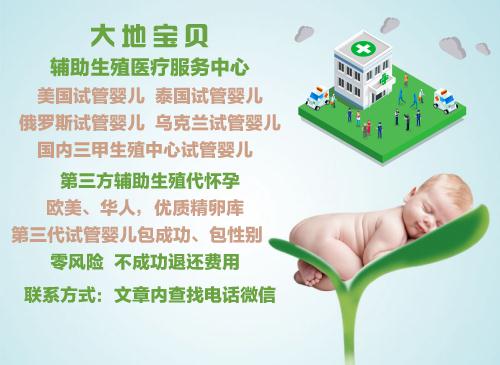 大地宝贝
辅助生殖医疗服务中心
美国试管婴儿 泰国试管婴儿
俄罗斯试管婴儿 乌克兰试管婴儿
国内三甲生殖中心试管婴儿
第三方辅助生殖代怀孕
欧美、华人，优质精卵库
第三代试管婴儿包成功、包性别
零风险 不成功退还费用
联系方式：文章内查找电话微信